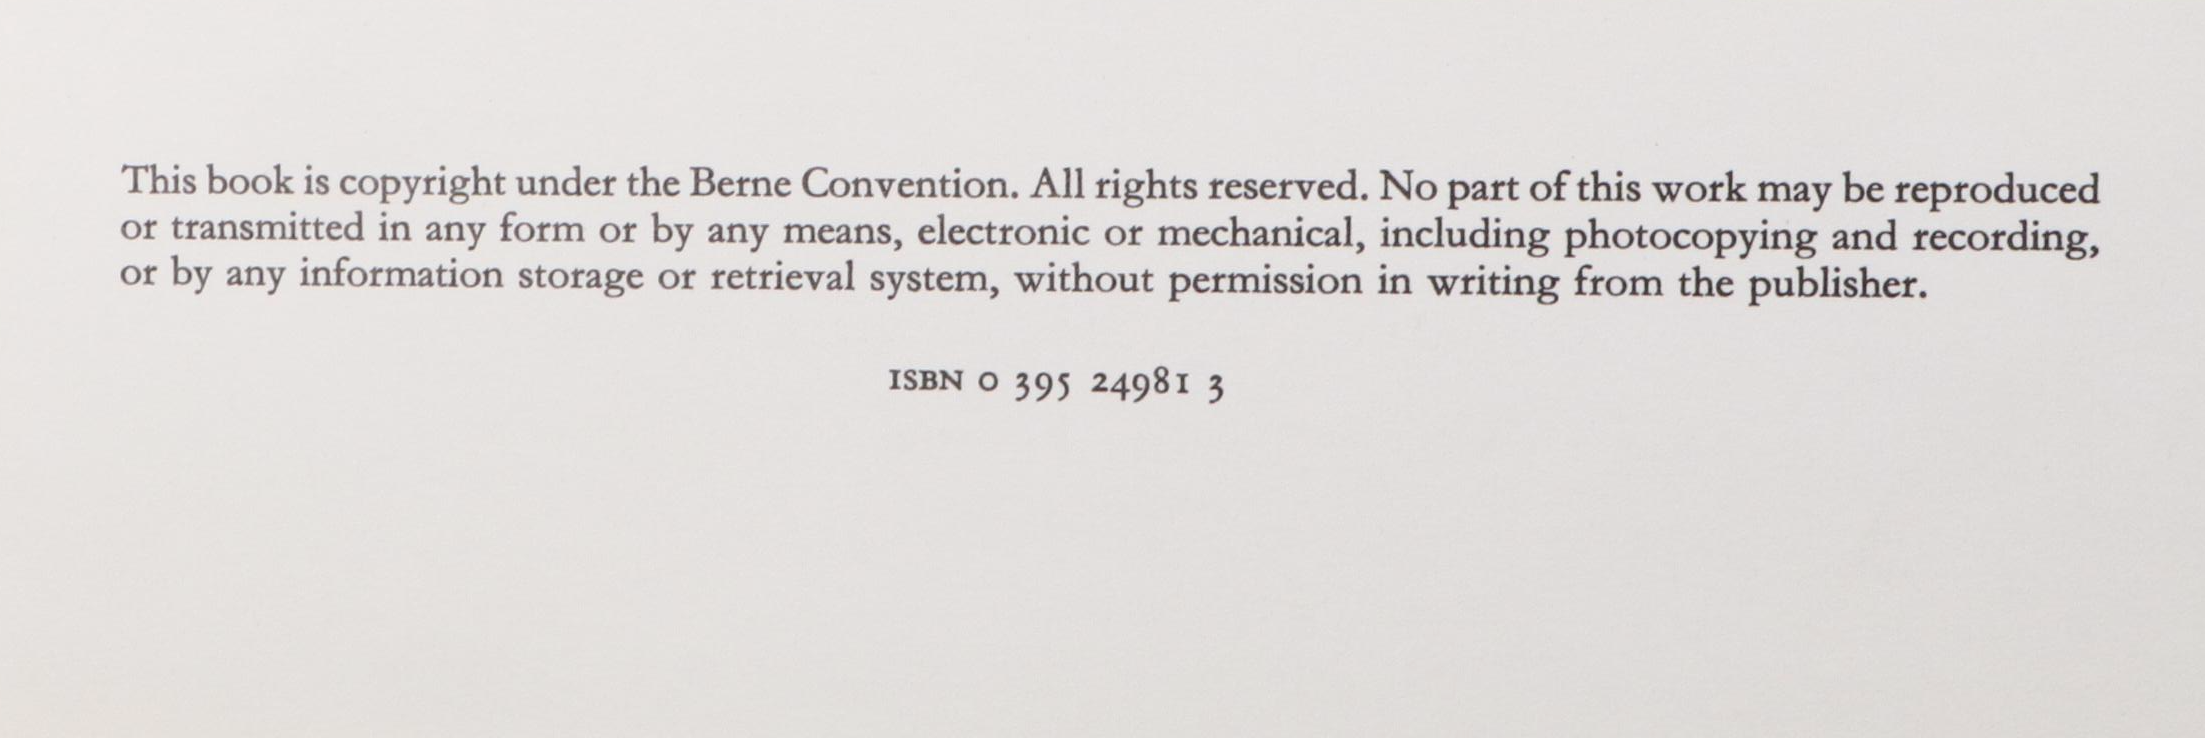 This book is copyright under the Berne Convention. All rights reserved. No part of this work may be reproduced
or transmitted in any form or by any means, electronic or mechanical, including photocopying and recording,
or by any information storage or retrieval system, without permission in writing from the publisher.
ISBN 0 395 24981 3